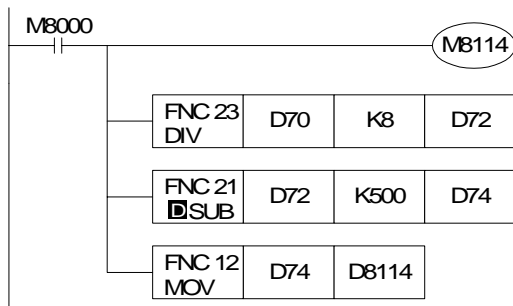 M8000
M8114
FNC 23
DIV
D70
K8
D72
FNC 21
D SUB
D72
K500
D74
FNC 12
MOV
D74
D8114